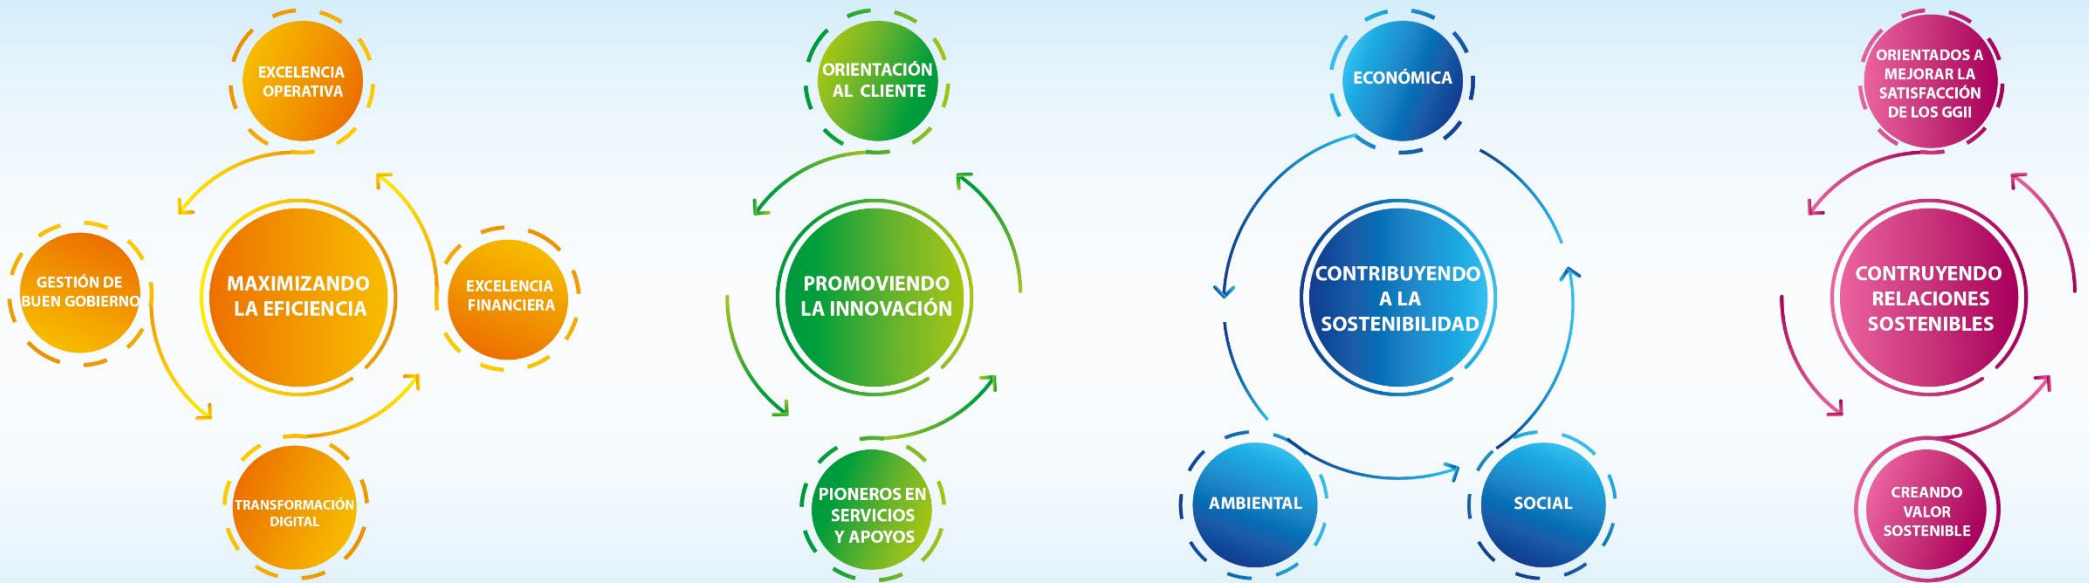 EXCELENCIA
OPERATIVA
GESTIÓN DE
BUEN GOBIERNO
MAXIMIZANDO
LA EFICIENCIA
EXCELENCIA
FINANCIERA
TRANSFORMACIÓN
DIGITAL
ORIENTACIÓN
AL CLIENTE
PROMOVIENDO
LA INNOVACIÓN
PIONEROS EN
SERVICIOS
Y APOYOS
ECONÓMICA
CONTRIBUYENDO
A LA
SOSTENIBILIDAD
AMBIENTAL
SOCIAL
ORIENTADOS A
MEJORAR LA
SATISFACCIÓN
DE LOS GGII
CONTRUYENDO
RELACIONES
SOSTENIBLES
CREANDO
VALOR
SOSTENIBLE